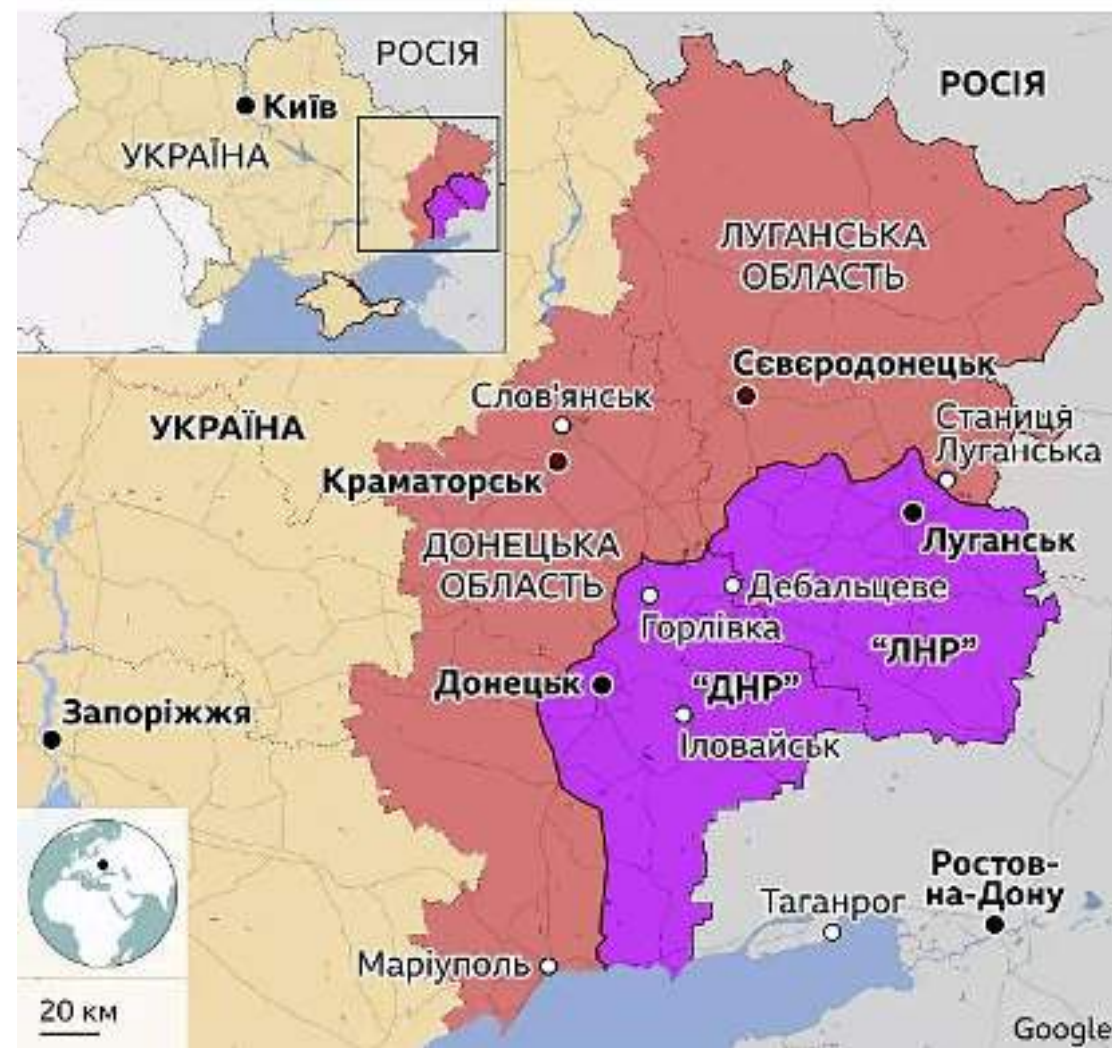 РОСІЯ
Київ
УКРАЇНА
РОСІЯ
ЛУГАНСЬКА
ОБЛАСТЬ
Сєвєродонецьк
Слов'янськ
Станиця
Луганська
УКРАЇНА
Краматорськ
Луганськ
ДОНЕЦЬКА
ОБЛАСТЬ
Дебальцеве
Горлівка
“ЛНР”
Донецьк
“ДНР”
Запоріжжя
Іловайськ
Ростов-
на-Дону
Таганрог
Маріуполь
20 км
Google